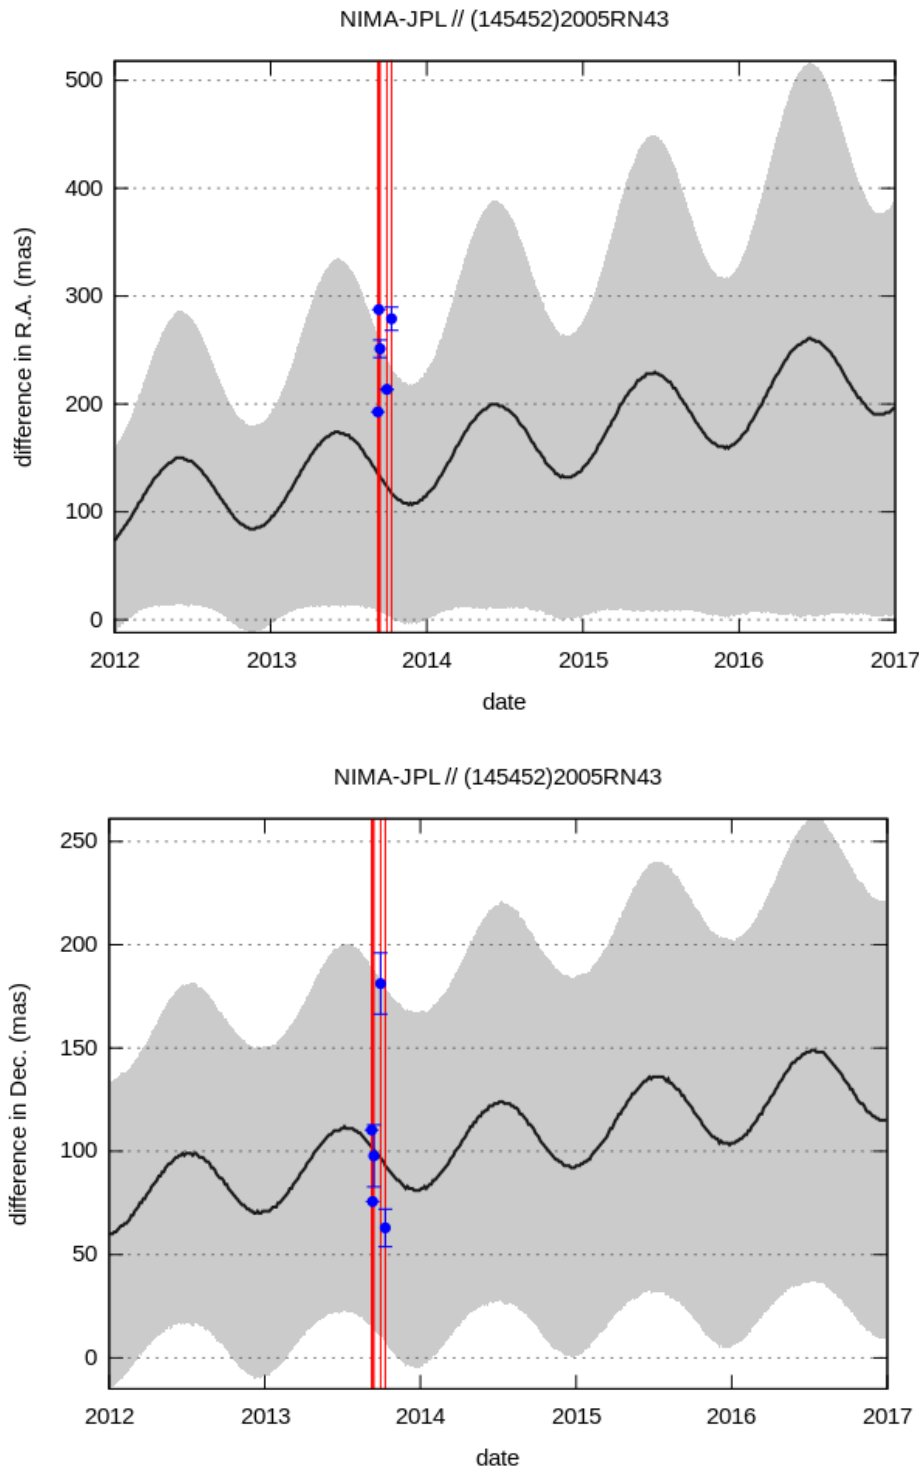 NIMA-JPL // (145452)2005RN43
500
400
300
200
100
0
difference in R.A. (mas)
2012 2013 2014 2015 2016 2017
date
NIMA-JPL // (145452)2005RN43
250
200
150
100
50
0
difference in Dec. (mas)
2012 2013 2014 2015 2016 2017
date